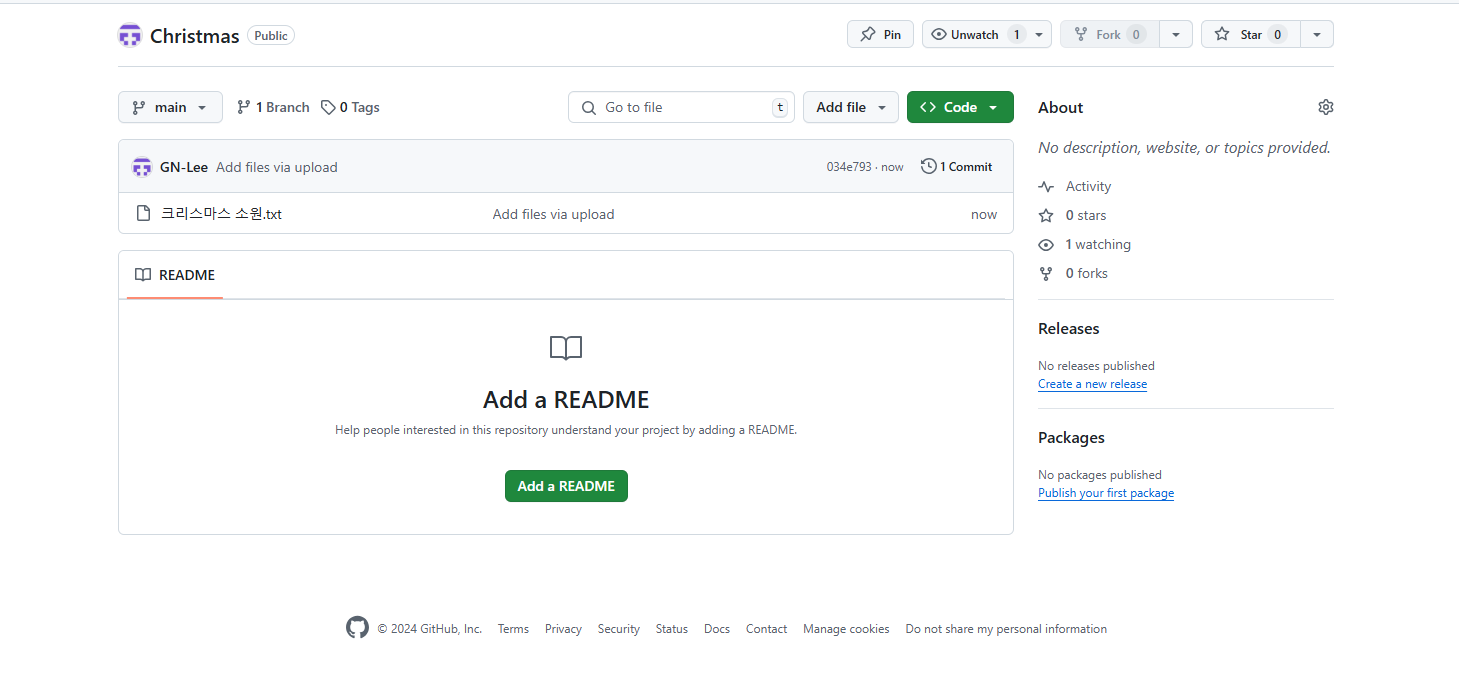 Christmas Public Pin Unwatch 1 Fork 0 Star 0
main 1 Branch 0 Tags Go to file t Add file Code
GN-Lee Add files via upload 034e793 · now 1 Commit
크리스마스 소원.txt Add files via upload now
README
Add a README
Help people interested in this repository understand your project by adding a README.
Add a README
About
No description, website, or topics provided.
Activity
0 stars
1 watching
0 forks
Releases
No releases published
Create a new release
Packages
No packages published
Publish your first package
© 2024 GitHub, Inc. Terms Privacy Security Status Docs Contact Manage cookies Do not share my personal information